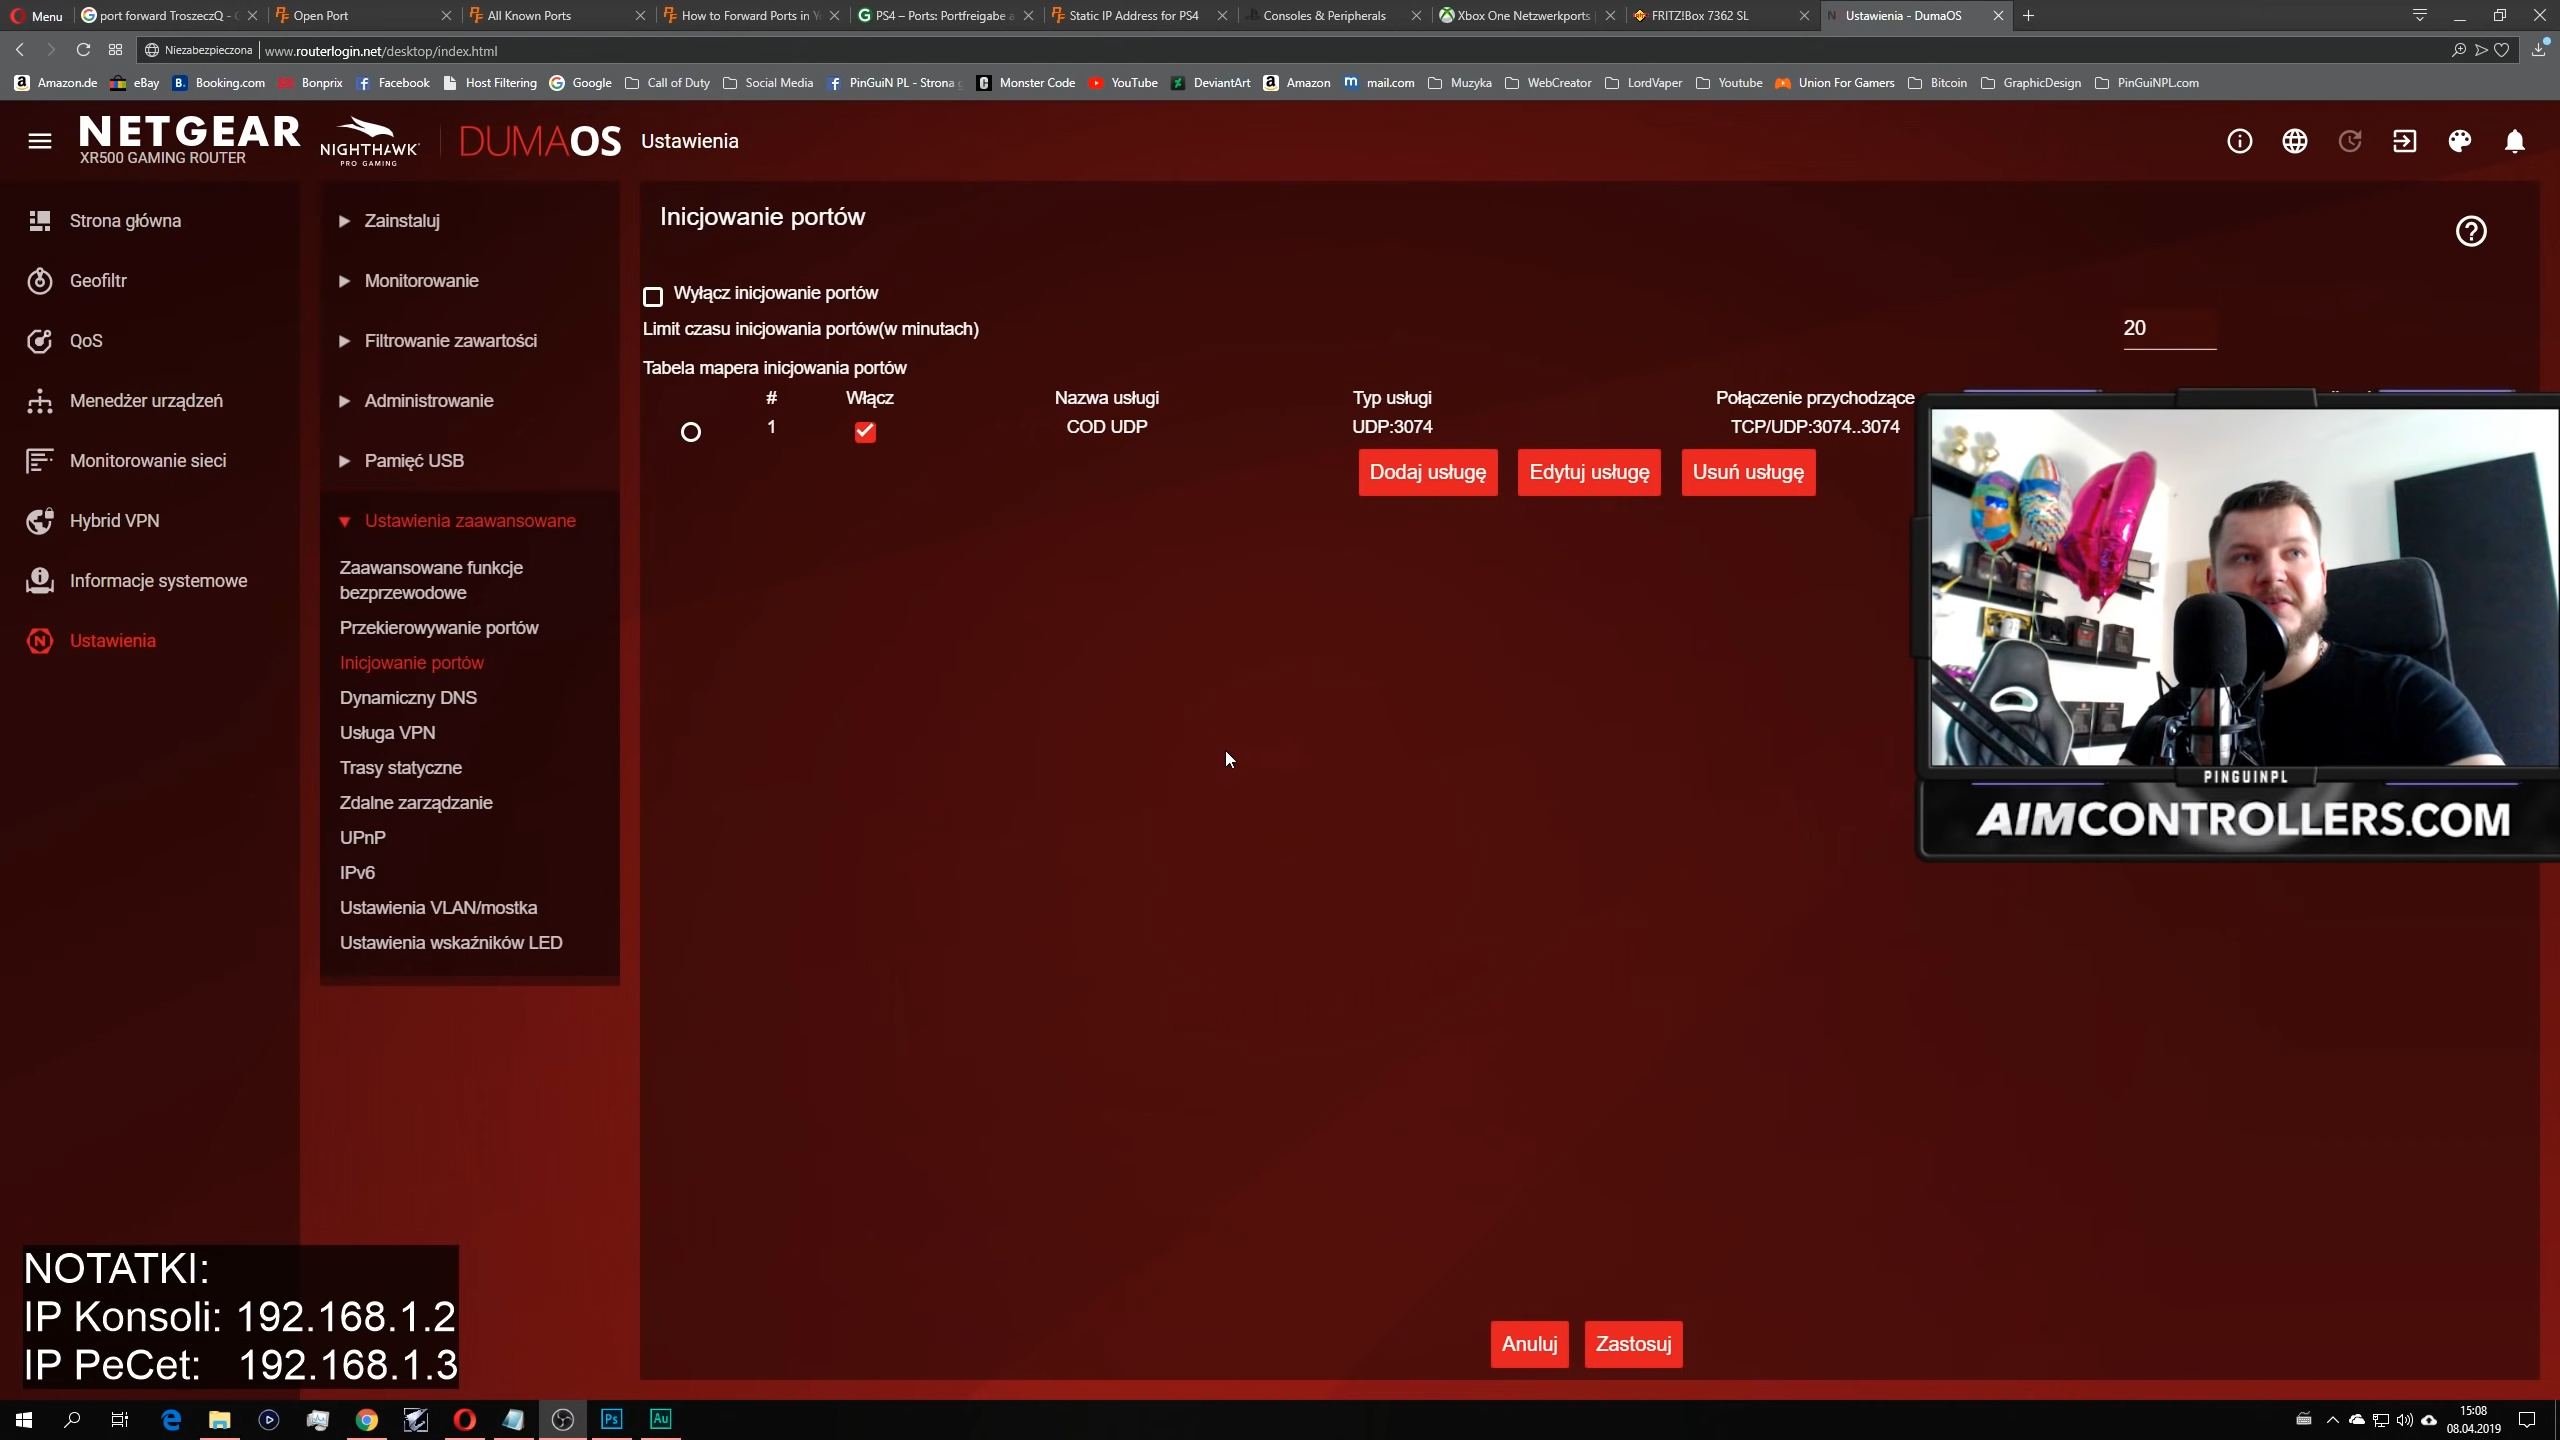 Menu
port forward TroszeczQ -
Open Port
All Known Ports
How to Forward Ports in
PS4 – Ports: Portfreigabe
Static IP Address for PS4
Consoles & Peripherals
Xbox One Netzwerkports
FRITZ!Box 7362 SL
Ustawienia - DumaOS
Niezabezpieczona
www.routerlogin.net/desktop/index.html
Amazon.de
eBay
Booking.com
Bonprix
Facebook
Host Filtering
Google
Call of Duty
Social Media
PinGuiN PL - Strona
Monster Code
YouTube
DeviantArt
Amazon
mail.com
Muzyka
WebCreator
LordVaper
Youtube
Union For Gamers
Bitcoin
GraphicDesign
PinGuiNPL.com
NETGEAR
XR500 GAMING ROUTER
NIGHTHAWK
PRO GAMING
DUMAOS
Ustawienia
Strona główna
Geofiltr
QoS
Menedżer urządzeń
Monitorowanie sieci
Hybrid VPN
Informacje systemowe
Ustawienia
Zainstaluj
Monitorowanie
Filtrowanie zawartości
Administrowanie
Pamięć USB
Ustawienia zaawansowane
Zaawansowane funkcje
bezprzewodowe
Przekierowywanie portów
Inicjowanie portów
Dynamiczny DNS
Usługa VPN
Trasy statyczne
Zdalne zarządzanie
UPnP
IPv6
Ustawienia VLAN/mostka
Ustawienia wskaźników LED
Inicjowanie portów
Wyłącz inicjowanie portów
Limit czasu inicjowania portów(w minutach)
20
Tabela mapera inicjowania portów
# Włącz Nazwa usługi Typ usługi Połączenie przychodzące
1 COD UDP UDP:3074 TCP/UDP:3074..3074
Dodaj usługę
Edytuj usługę
Usuń usługę
PINGUINPL
AIMCONTROLLERS.COM
Anuluj
Zastosuj
NOTATKI:
IP Konsoli: 192.168.1.2
IP PeCet: 192.168.1.3
Ps
Au
15:08
08.04.2019